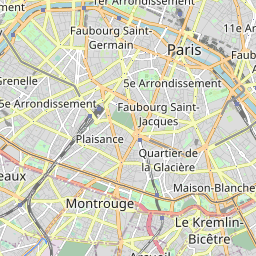 1er Arrondissement
Faubourg Saint-
Germain
Paris
11e Arron
Grenelle
5e Arrondissement
Faub
5e Arrondissement
Faubourg Saint-
Jacques
Plaisance
Quartier de
la Glacière
Maison-Blanche
eaux
Montrouge
Le Kremlin-
Bicêtre